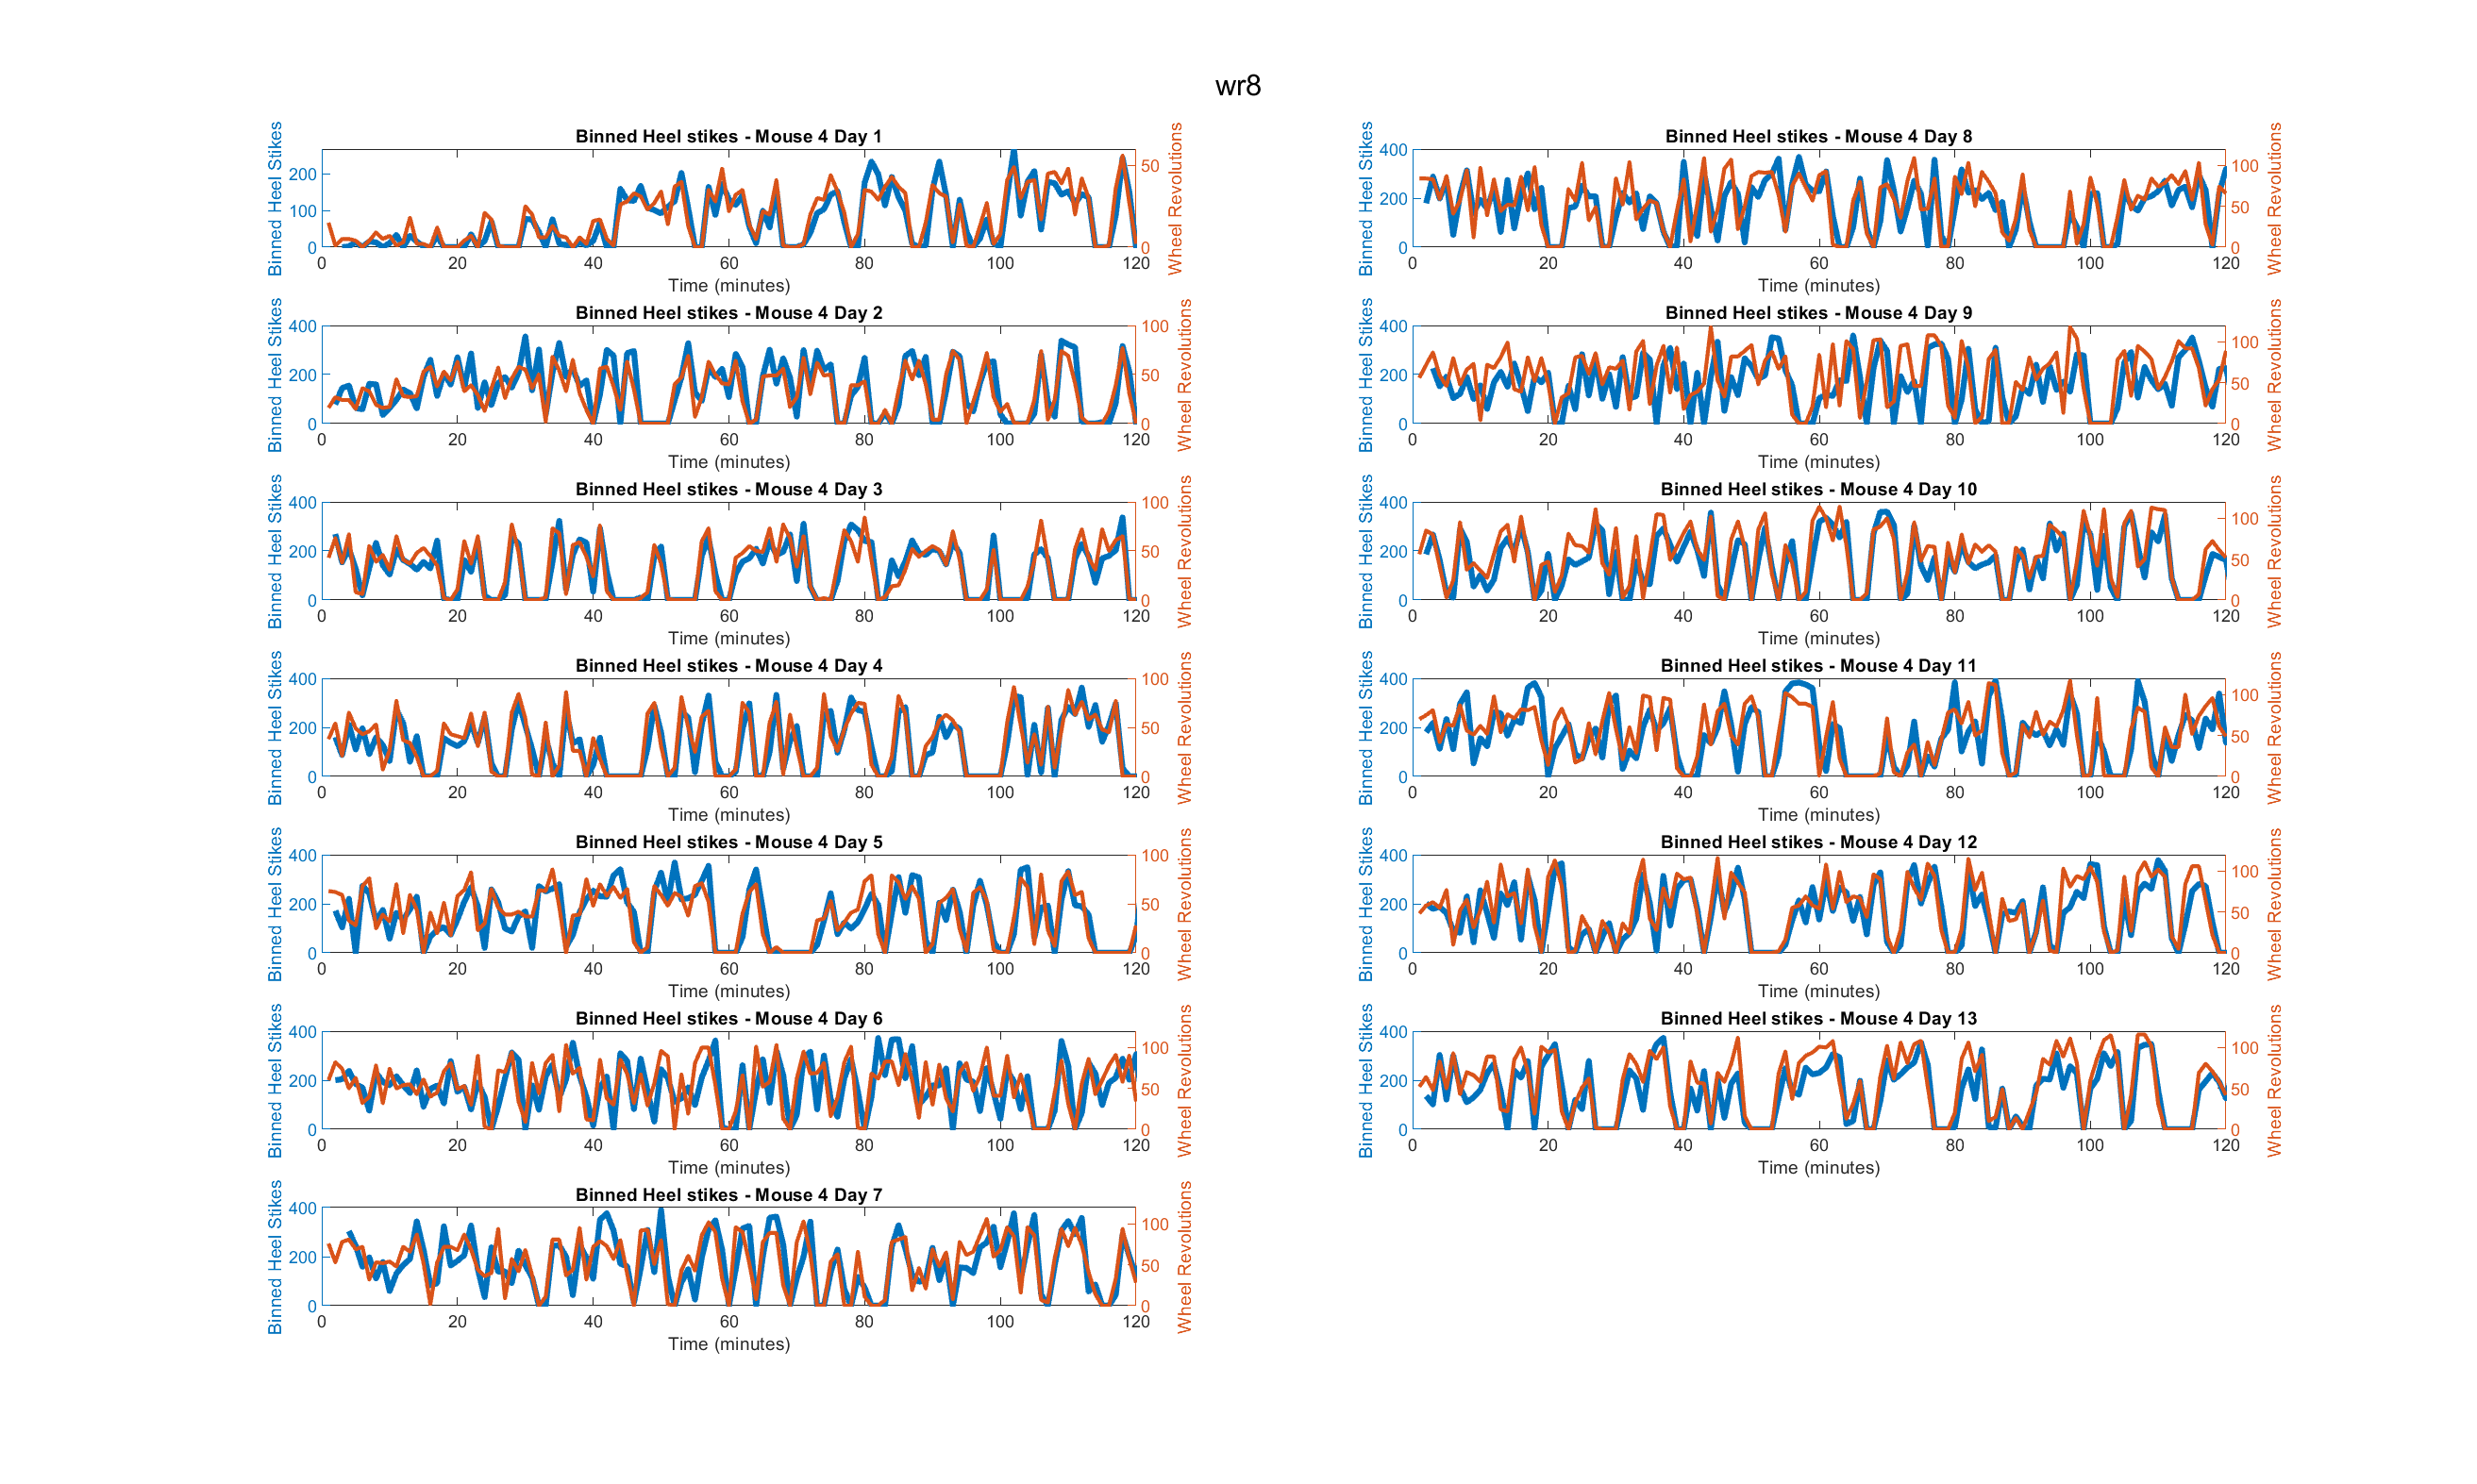 wr8
Binned Heel stikes - Mouse 4 Day 1
Binned Heel Stikes
Wheel Revolutions
200
100
0
50
0
0 20 40 60 80 100 120
Time (minutes)
Binned Heel stikes - Mouse 4 Day 2
Binned Heel Stikes
Wheel Revolutions
400
200
0
100
50
0
0 20 40 60 80 100 120
Time (minutes)
Binned Heel stikes - Mouse 4 Day 3
Binned Heel Stikes
Wheel Revolutions
400
200
0
100
50
0
0 20 40 60 80 100 120
Time (minutes)
Binned Heel stikes - Mouse 4 Day 4
Binned Heel Stikes
Wheel Revolutions
400
200
0
100
50
0
0 20 40 60 80 100 120
Time (minutes)
Binned Heel stikes - Mouse 4 Day 5
Binned Heel Stikes
Wheel Revolutions
400
200
0
100
50
0
0 20 40 60 80 100 120
Time (minutes)
Binned Heel stikes - Mouse 4 Day 6
Binned Heel Stikes
Wheel Revolutions
400
200
0
100
50
0
0 20 40 60 80 100 120
Time (minutes)
Binned Heel stikes - Mouse 4 Day 7
Binned Heel Stikes
Wheel Revolutions
400
200
0
100
50
0
0 20 40 60 80 100 120
Time (minutes)
Binned Heel stikes - Mouse 4 Day 8
Binned Heel Stikes
Wheel Revolutions
400
200
0
100
50
0
0 20 40 60 80 100 120
Time (minutes)
Binned Heel stikes - Mouse 4 Day 9
Binned Heel Stikes
Wheel Revolutions
400
200
0
100
50
0
0 20 40 60 80 100 120
Time (minutes)
Binned Heel stikes - Mouse 4 Day 10
Binned Heel Stikes
Wheel Revolutions
400
200
0
100
50
0
0 20 40 60 80 100 120
Time (minutes)
Binned Heel stikes - Mouse 4 Day 11
Binned Heel Stikes
Wheel Revolutions
400
200
0
100
50
0
0 20 40 60 80 100 120
Time (minutes)
Binned Heel stikes - Mouse 4 Day 12
Binned Heel Stikes
Wheel Revolutions
400
200
0
100
50
0
0 20 40 60 80 100 120
Time (minutes)
Binned Heel stikes - Mouse 4 Day 13
Binned Heel Stikes
Wheel Revolutions
400
200
0
100
50
0
0 20 40 60 80 100 120
Time (minutes)